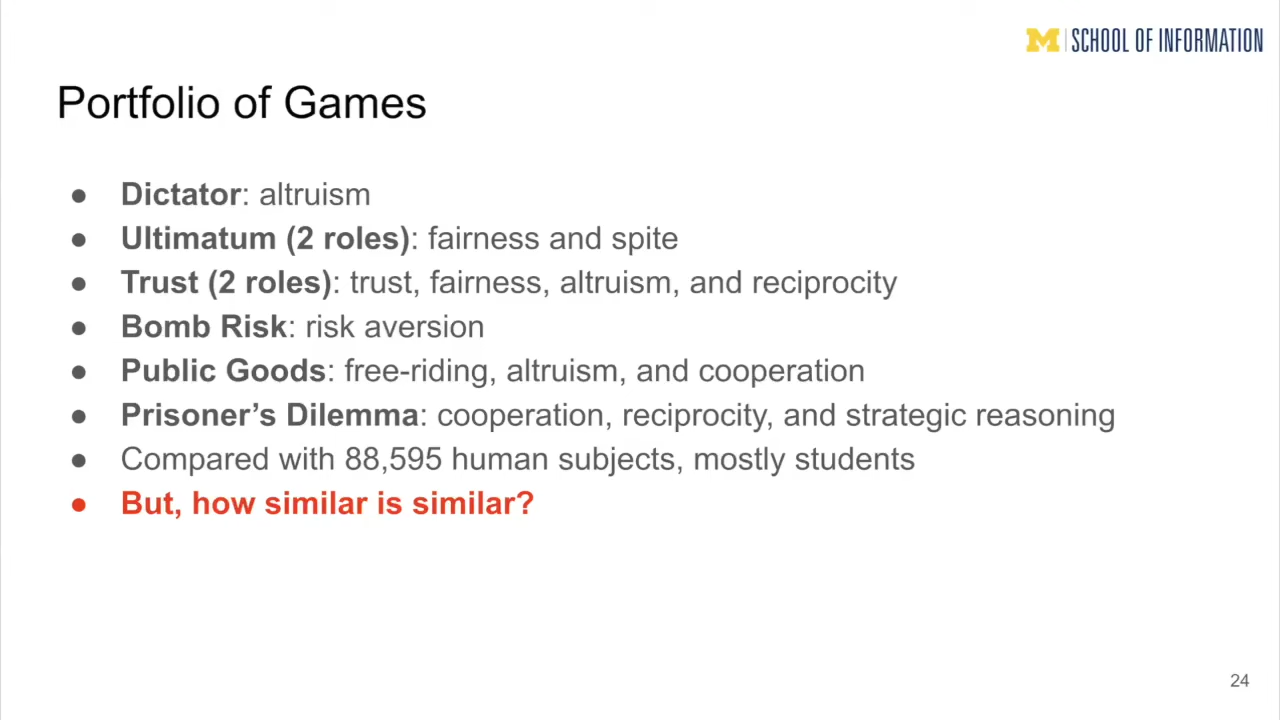 M SCHOOL OF INFORMATION
Portfolio of Games
● Dictator: altruism
● Ultimatum (2 roles): fairness and spite
● Trust (2 roles): trust, fairness, altruism, and reciprocity
● Bomb Risk: risk aversion
● Public Goods: free-riding, altruism, and cooperation
● Prisoner’s Dilemma: cooperation, reciprocity, and strategic reasoning
● Compared with 88,595 human subjects, mostly students
● But, how similar is similar?
24